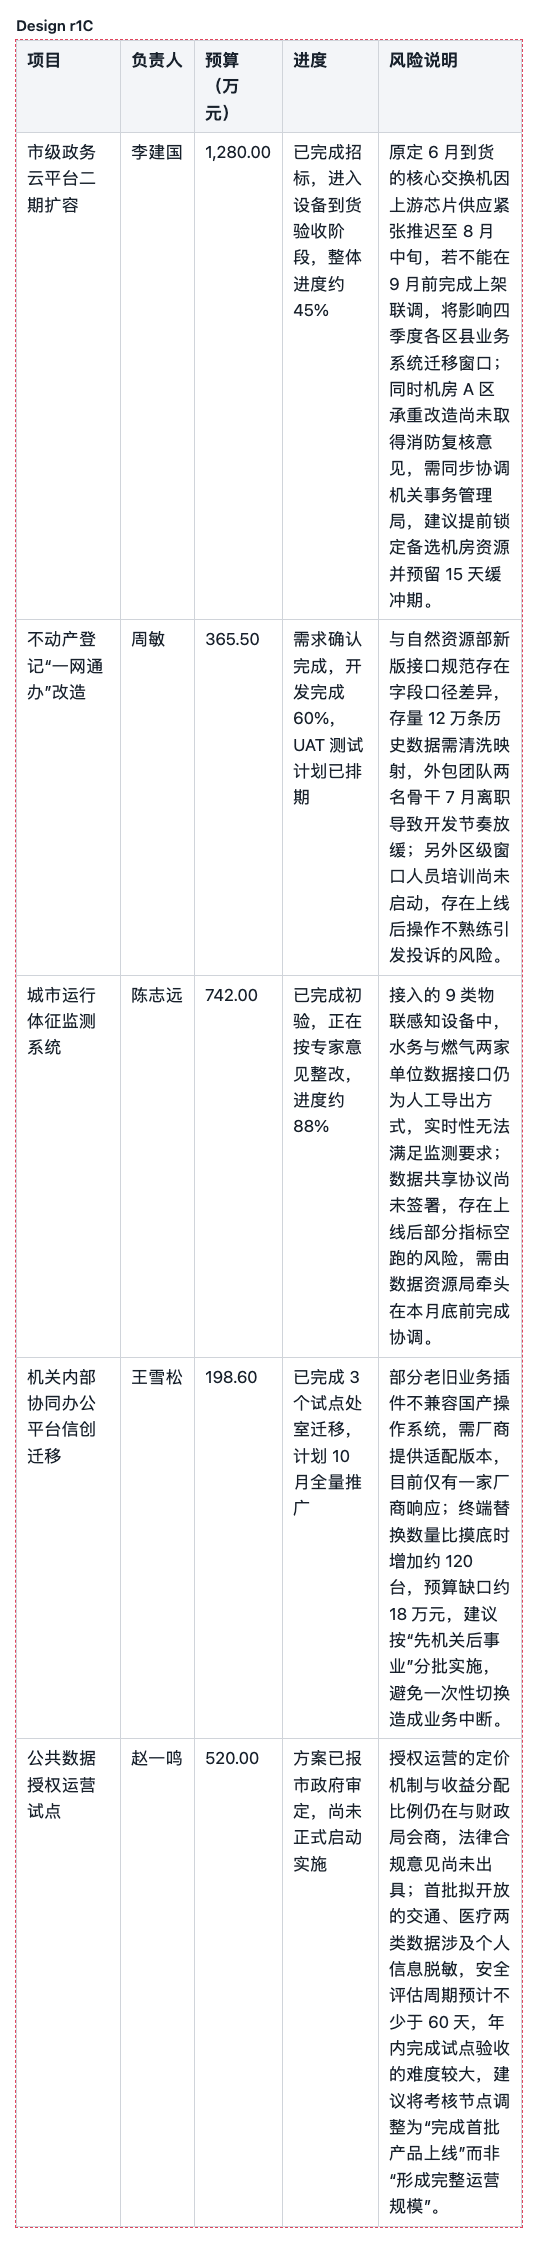 Design r1C
项目
负责人
预算
（万
元）
进度
风险说明
市级政务
云平台二
期扩容
李建国
1,280.00
已完成招
标，进入
设备到货
验收阶
段，整体
进度约
45%
原定 6 月到货
的核心交换机因
上游芯片供应紧
张推迟至 8 月
中旬，若不能在
9 月前完成上架
联调，将影响四
季度各区县业务
系统迁移窗口；
同时机房 A 区
承重改造尚未取
得消防复核意
见，需同步协调
机关事务管理
局，建议提前锁
定备选机房资源
并预留 15 天缓
冲期。
不动产登
记“一网通
办”改造
周敏
365.50
需求确认
完成，开
发完成
60%，
UAT 测试
计划已排
期
与自然资源部新
版接口规范存在
字段口径差异，
存量 12 万条历
史数据需清洗映
射，外包团队两
名骨干 7 月离职
导致开发节奏放
缓；另外区级窗
口人员培训尚未
启动，存在上线
后操作不熟练引
发投诉的风险。
城市运行
体征监测
系统
陈志远
742.00
已完成初
验，正在
按专家意
见整改，
进度约
88%
接入的 9 类物
联感知设备中，
水务与燃气两家
单位数据接口仍
为人工导出方
式，实时性无法
满足监测要求；
数据共享协议尚
未签署，存在上
线后部分指标空
跑的风险，需由
数据资源局牵头
在本月底前完成
协调。
机关内部
协同办公
平台信创
迁移
王雪松
198.60
已完成 3
个试点处
室迁移，
计划 10
月全量推
广
部分老旧业务插
件不兼容国产操
作系统，需厂商
提供适配版本，
目前仅有一家厂
商响应；终端替
换数量比摸底时
增加约 120
台，预算缺口约
18 万元，建议
按“先机关后事
业”分批实施，
避免一次性切换
造成业务中断。
公共数据
授权运营
试点
赵一鸣
520.00
方案已报
市政府审
定，尚未
正式启动
实施
授权运营的定价
机制与收益分配
比例仍在与财政
局会商，法律合
规意见尚未出
具；首批拟开放
的交通、医疗两
类数据涉及个人
信息脱敏，安全
评估周期预计不
少于 60 天，年
内完成试点验收
的难度较大，建
议将考核节点调
整为“完成首批
产品上线”而非
“形成完整运营
规模”。